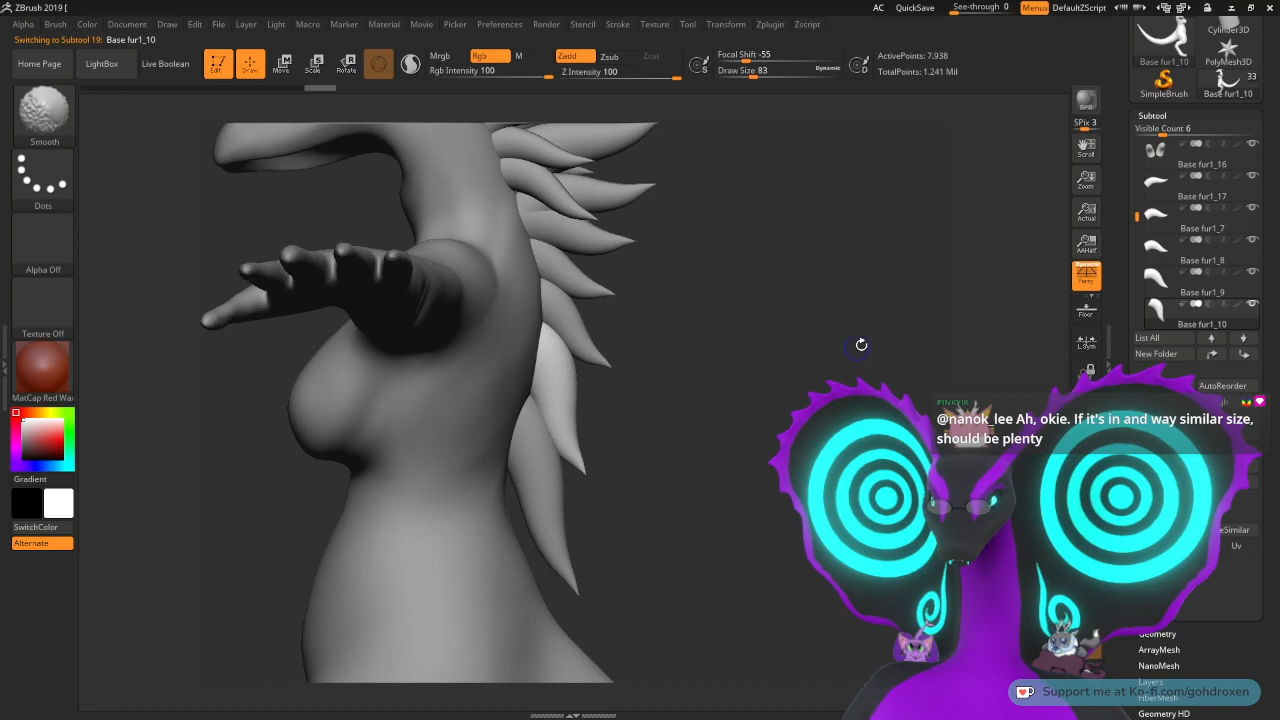 ZBrush 2019 [
AC QuickSave See-through 0 Menus DefaultZScript
Alpha Brush Color Document Draw Edit File Layer Light Macro Marker Material Movie Picker Preferences Render Stencil Stroke Texture Tool Transform Zplugin Zscript
Switching to Subtool 19: Base fur1_10
Home Page LightBox Live Boolean
Edit Draw Move Scale Rotate
Mrgb Rgb M
Rgb Intensity 100
Zadd Zsub Zcut
Z Intensity 100
S
Focal Shift -55
Draw Size 83 Dynamic
D
ActivePoints: 7.938
TotalPoints: 1.241 Mil
Smooth
Dots
Alpha Off
Texture Off
MatCap Red Wa
Gradient
SwitchColor
Alternate
BPR
SPix 3
Scroll
Zoom
Actual
AAHalf
Dynamic
Persp
Floor
L.Sym
Cylinder3D
Base fur1_10 PolyMesh3D
33
SimpleBrush Base fur1_10
Subtool
Visible Count 6
Base fur1_16
Base fur1_17
Base fur1_7
Base fur1_8
Base fur1_9
Base fur1_10
List All
New Folder
AutoReorder
PINKYIK
@nanok_lee Ah, okie. If it's in and way similar size,
should be plenty
Uv
Geometry
ArrayMesh
NanoMesh
Layers
FiberMesh
Geometry HD
Support me at Ko-fi.com/gohdroxen